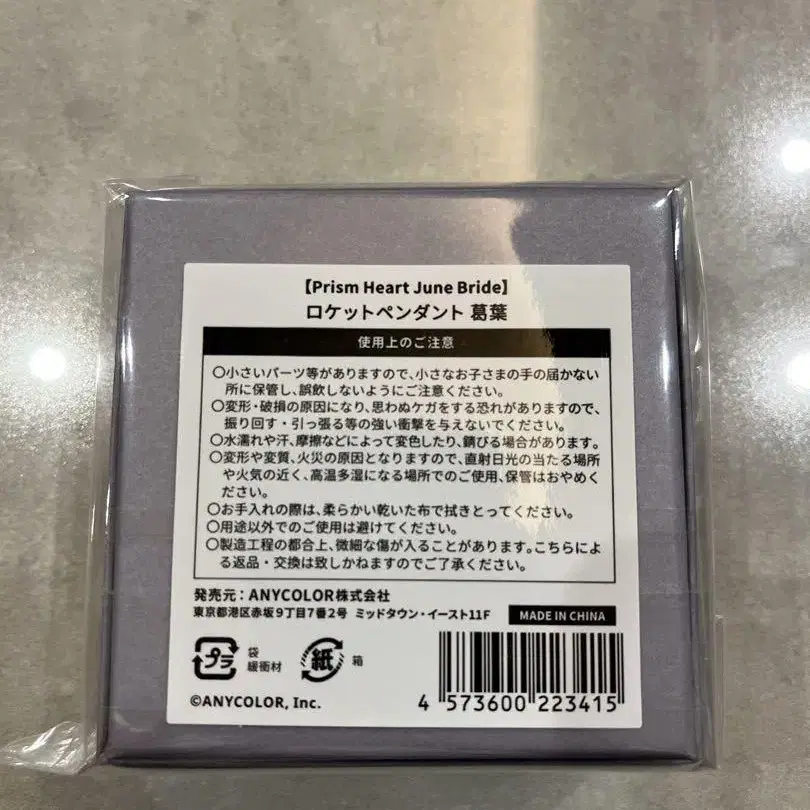 【Prism Heart June Bride】
ロケットペンダント 葛葉
使用上のご注意
○小さいパーツ等がありますので、小さなお子さまの手の届かない
所に保管し、誤飲しないようにご注意ください。
○変形・破損の原因になり、思わぬケガをする恐れがありますので、
振り回す・引っ張る等の強い衝撃を与えないでください。
○水濡れや汗、摩擦などによって変色したり、錆びる場合があります。
○変形や変質、火災の原因となりますので、直射日光の当たる場所
や火気の近く、高温多湿になる場所でのご使用、保管はおやめく
ださい。
○お手入れの際は、柔らかい乾いた布で拭きとってください。
○用途以外でのご使用は避けてください。
○製造工程の都合上、微細な傷が入ることがあります。こちらによ
る返品・交換は致しかねますのでご了承ください。
発売元：ANYCOLOR株式会社
東京都港区赤坂9丁目7番2号 ミッドタウン・イースト11F
MADE IN CHINA
プラ 袋
緩衝材
紙 箱
©ANYCOLOR, Inc.
4 573600 223415